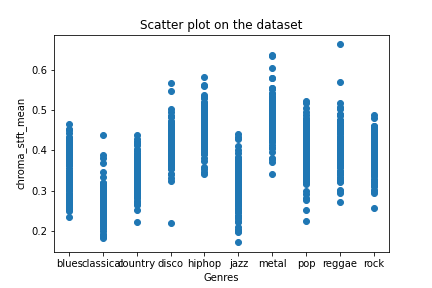 Scatter plot on the dataset
chroma_stft_mean
0.6
0.5
0.4
0.3
0.2
blues classical country disco hiphop jazz metal pop reggae rock
Genres